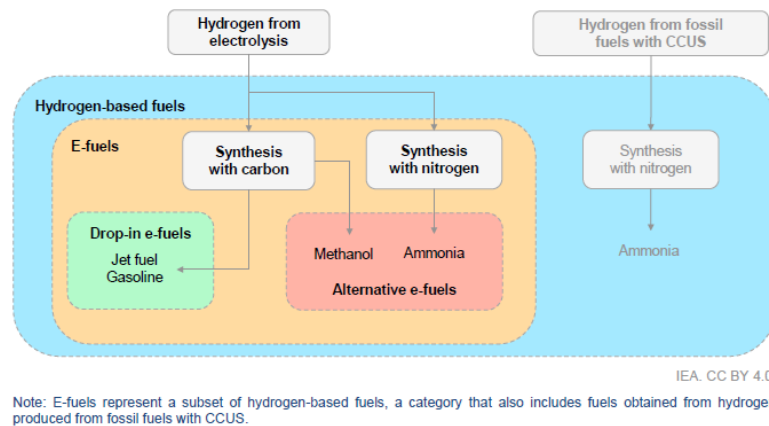 Hydrogen from
electrolysis
Hydrogen from fossil
fuels with CCUS
Hydrogen-based fuels
E-fuels
Synthesis
with carbon
Synthesis
with nitrogen
Synthesis
with nitrogen
Drop-in e-fuels
Jet fuel
Gasoline
Methanol
Ammonia
Alternative e-fuels
Ammonia
IEA. CC BY 4.0
Note: E-fuels represent a subset of hydrogen-based fuels, a category that also includes fuels obtained from hydroge
produced from fossil fuels with CCUS.